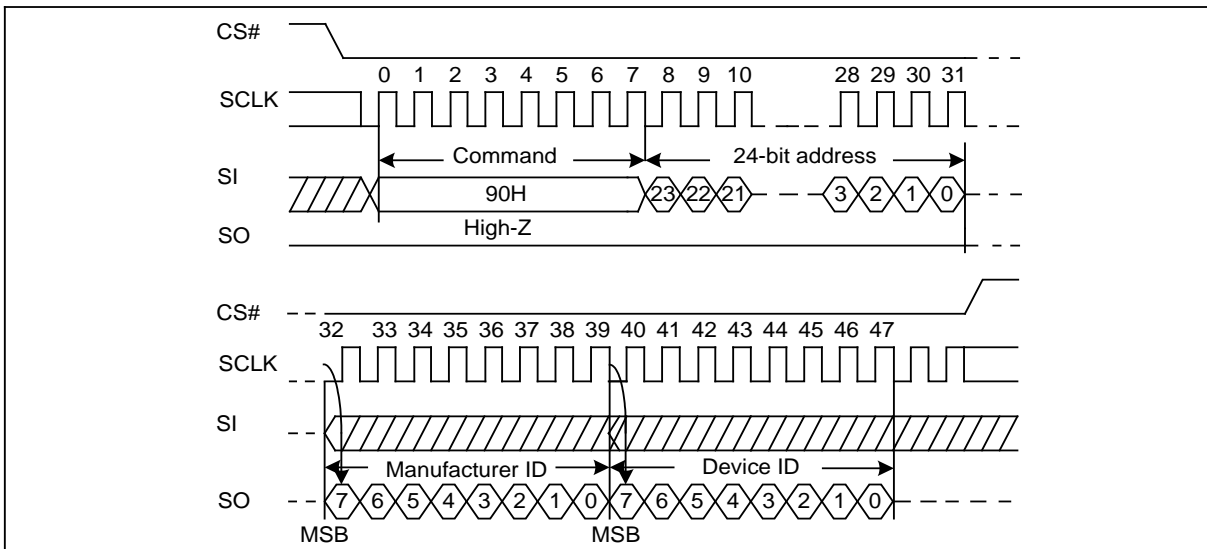 CS#
0 1 2 3 4 5 6 7 8 9 10 28 29 30 31
SCLK
Command 24-bit address
SI
90H 23 22 21 3 2 1 0
High-Z
SO
CS#
32 33 34 35 36 37 38 39 40 41 42 43 44 45 46 47
SCLK
SI
Manufacturer ID Device ID
SO 7 6 5 4 3 2 1 0 7 6 5 4 3 2 1 0
MSB MSB